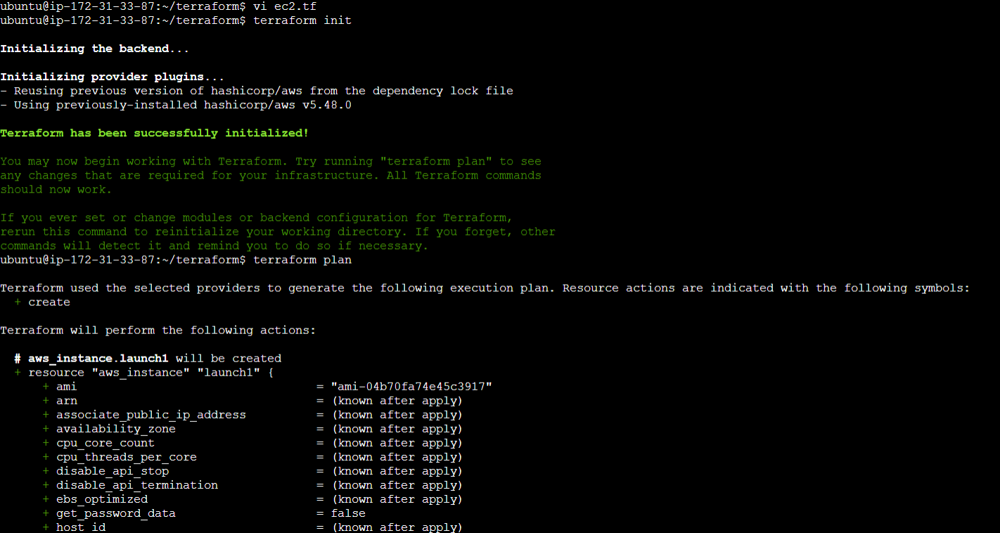 ubuntu@ip-172-31-33-87:~/terraform$ vi ec2.tf
ubuntu@ip-172-31-33-87:~/terraform$ terraform init
Initializing the backend...
Initializing provider plugins...
- Reusing previous version of hashicorp/aws from the dependency lock file
- Using previously-installed hashicorp/aws v5.48.0
Terraform has been successfully initialized!
You may now begin working with Terraform. Try running "terraform plan" to see
any changes that are required for your infrastructure. All Terraform commands
should now work.
If you ever set or change modules or backend configuration for Terraform,
rerun this command to reinitialize your working directory. If you forget, other
commands will detect it and remind you to do so if necessary.
ubuntu@ip-172-31-33-87:~/terraform$ terraform plan
Terraform used the selected providers to generate the following execution plan. Resource actions are indicated with the following symbols:
  + create
Terraform will perform the following actions:
  # aws_instance.launch1 will be created
  + resource "aws_instance" "launch1" {
      + ami                                  = "ami-04b70fa74e45c3917"
      + arn                                  = (known after apply)
      + associate_public_ip_address          = (known after apply)
      + availability_zone                    = (known after apply)
      + cpu_core_count                       = (known after apply)
      + cpu_threads_per_core                 = (known after apply)
      + disable_api_stop                     = (known after apply)
      + disable_api_termination              = (known after apply)
      + ebs_optimized                        = (known after apply)
      + get_password_data                    = false
      + host_id                              = (known after apply)